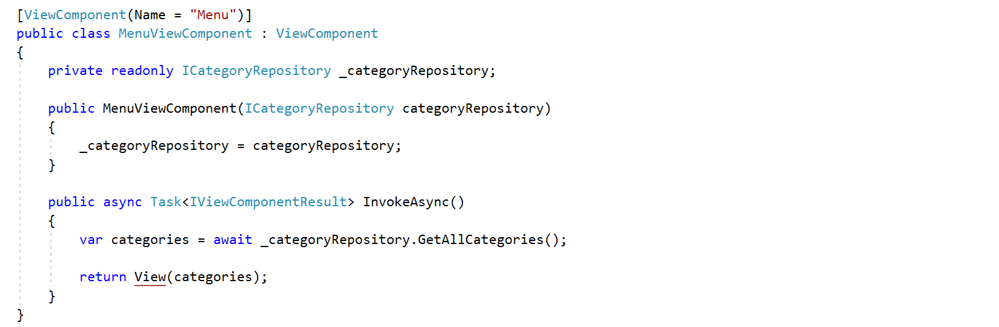 [ViewComponent(Name = "Menu")]
public class MenuViewComponent : ViewComponent
{
    private readonly ICategoryRepository _categoryRepository;

    public MenuViewComponent(ICategoryRepository categoryRepository)
    {
        _categoryRepository = categoryRepository;
    }

    public async Task<IViewComponentResult> InvokeAsync()
    {
        var categories = await _categoryRepository.GetAllCategories();

        return View(categories);
    }
}